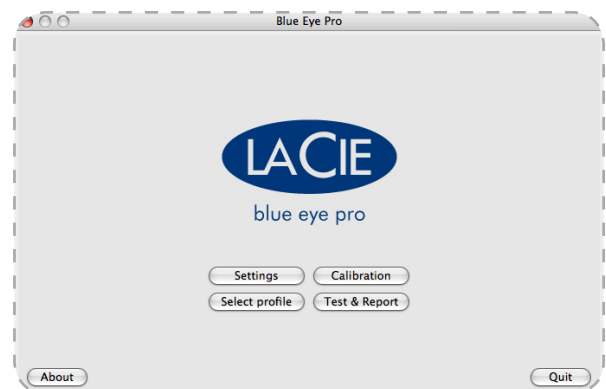 Blue Eye Pro
LACIE
blue eye pro
Settings Calibration
Select profile Test & Report
About Quit